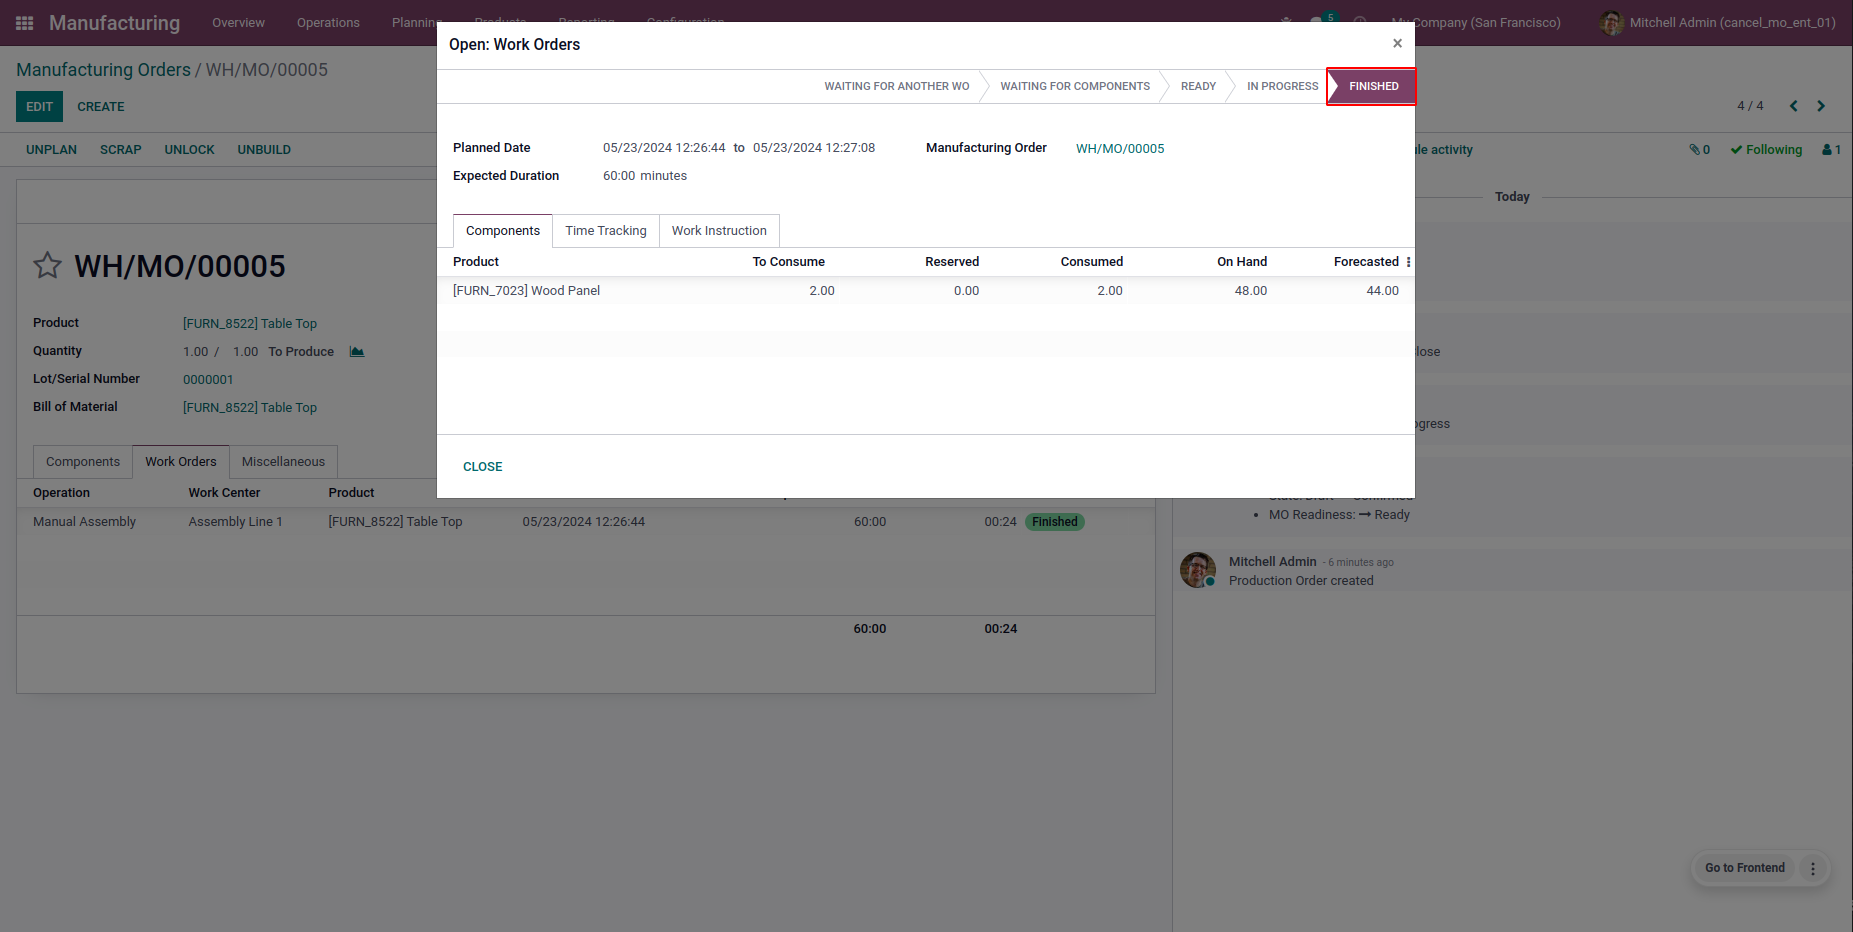 Manufacturing Overview Operations Planning Products Reporting Configuration 5 My Company (San Francisco) Mitchell Admin (cancel_mo_ent_01)
Manufacturing Orders / WH/MO/00005
EDIT CREATE
4 / 4
UNPLAN SCRAP UNLOCK UNBUILD
ule activity 0 Following 1
Today
WH/MO/00005
Product [FURN_8522] Table Top
Quantity 1.00 / 1.00 To Produce
Lot/Serial Number 0000001
Bill of Material [FURN_8522] Table Top
Components Work Orders Miscellaneous
Operation Work Center Product
Manual Assembly Assembly Line 1 [FURN_8522] Table Top 05/23/2024 12:26:44 60:00 00:24 Finished
60:00 00:24
Open: Work Orders ×
WAITING FOR ANOTHER WO WAITING FOR COMPONENTS READY IN PROGRESS FINISHED
Planned Date 05/23/2024 12:26:44 to 05/23/2024 12:27:08 Manufacturing Order WH/MO/00005
Expected Duration 60:00 minutes
Components Time Tracking Work Instruction
Product To Consume Reserved Consumed On Hand Forecasted
[FURN_7023] Wood Panel 2.00 0.00 2.00 48.00 44.00
CLOSE
lose
ogress
State: Draft Confirmed
• MO Readiness: → Ready
Mitchell Admin - 6 minutes ago
Production Order created
Go to Frontend